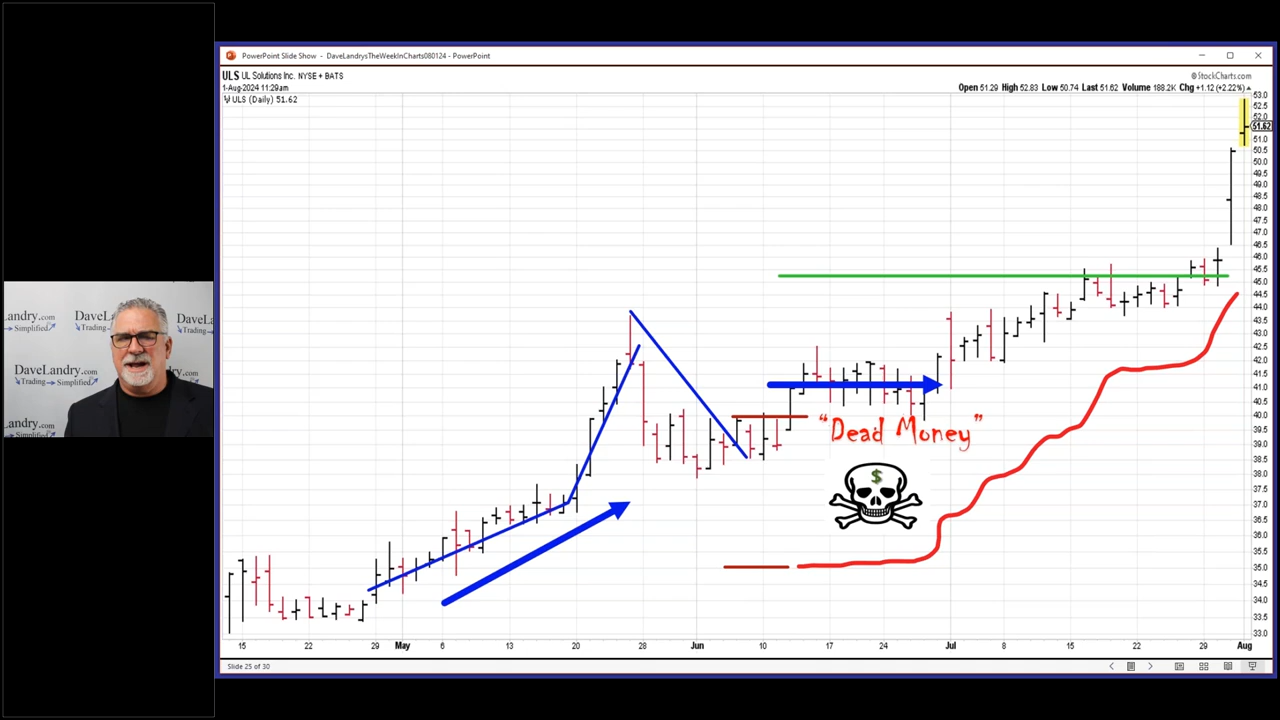 PowerPoint Slide Show - DaveLandrysTheWeekInCharts080124 - PowerPoint
ULS UL Solutions Inc. NYSE + BATS
© StockCharts.com
1-Aug-2024 11:29am
Open 51.29 High 52.83 Low 50.74 Last 51.62 Volume 188.2K Chg +1.12 (+2.22%)
ULS (Daily) 51.62
53.0
52.5
52.0
51.62
51.0
50.5
50.0
49.5
49.0
48.5
48.0
47.5
47.0
46.5
46.0
45.5
45.0
44.5
44.0
43.5
43.0
42.5
42.0
41.5
41.0
40.5
40.0
39.5
39.0
38.5
38.0
37.5
37.0
36.5
36.0
35.5
35.0
34.5
34.0
33.5
33.0
"Dead Money"
$
15 22 29 May 6 13 20 28 Jun 10 17 24 Jul 8 15 22 29 Aug
Slide 25 of 30
Landry.com
Simplified
DaveLandry.com
Trading Simplified
DaveLan
Trading